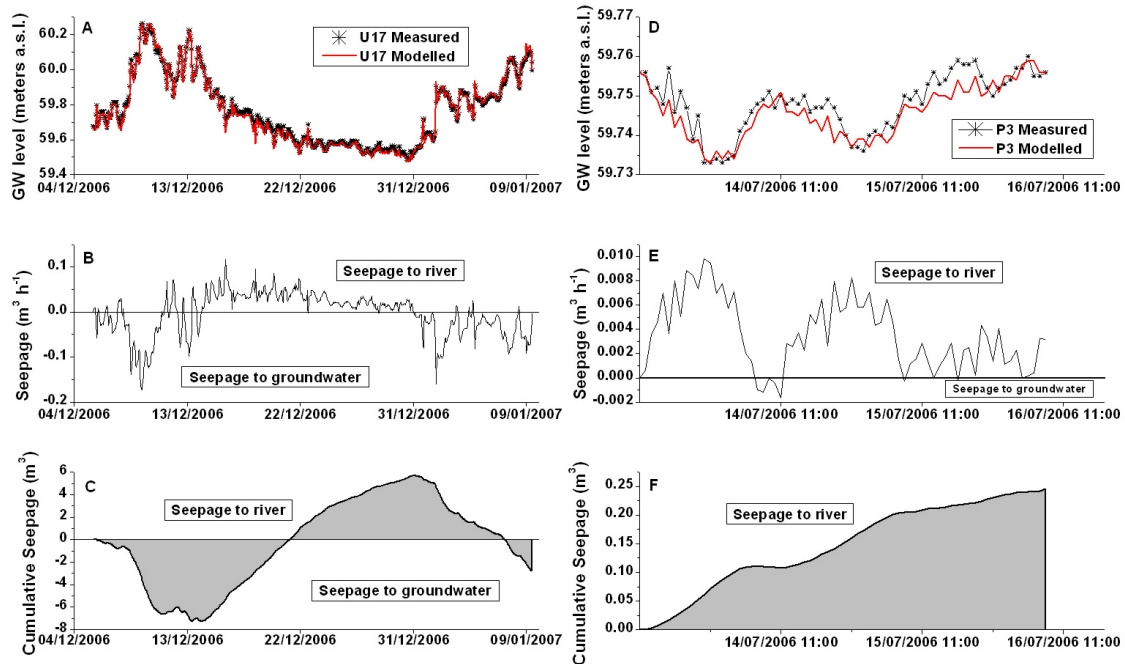 A
GW level (meters a.s.l.)
60.2
60.0
59.8
59.6
59.4
U17 Measured
U17 Modelled
04/12/2006 13/12/2006 22/12/2006 31/12/2006 09/01/2007
D
GW level (meters a.s.l.)
59.77
59.76
59.75
59.74
59.73
P3 Measured
P3 Modelled
14/07/2006 11:00 15/07/2006 11:00 16/07/2006 11:00
B
Seepage (m³ h⁻¹)
0.1
0.0
-0.1
-0.2
Seepage to river
Seepage to groundwater
04/12/2006 13/12/2006 22/12/2006 31/12/2006 09/01/2007
E
Seepage (m³ h⁻¹)
0.010
0.008
0.006
0.004
0.002
0.000
-0.002
Seepage to river
Seepage to groundwater
14/07/2006 11:00 15/07/2006 11:00 16/07/2006 11:00
C
Cumulative Seepage (m³)
6
4
2
0
-2
-4
-6
-8
Seepage to river
Seepage to groundwater
04/12/2006 13/12/2006 22/12/2006 31/12/2006 09/01/2007
F
Cumulative Seepage (m³)
0.25
0.20
0.15
0.10
0.05
0.00
Seepage to river
14/07/2006 11:00 15/07/2006 11:00 16/07/2006 11:00